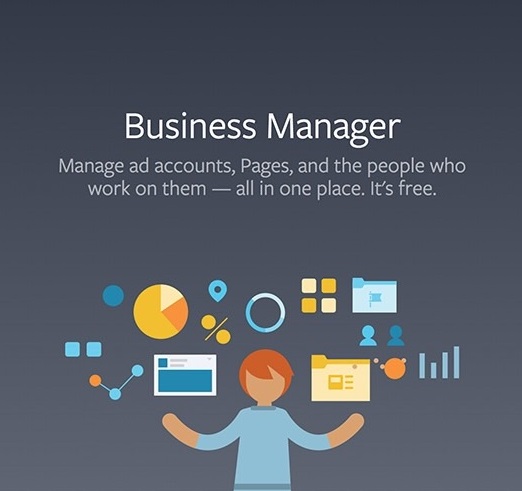 Business Manager
Manage ad accounts, Pages, and the people who
work on them — all in one place. It's free.